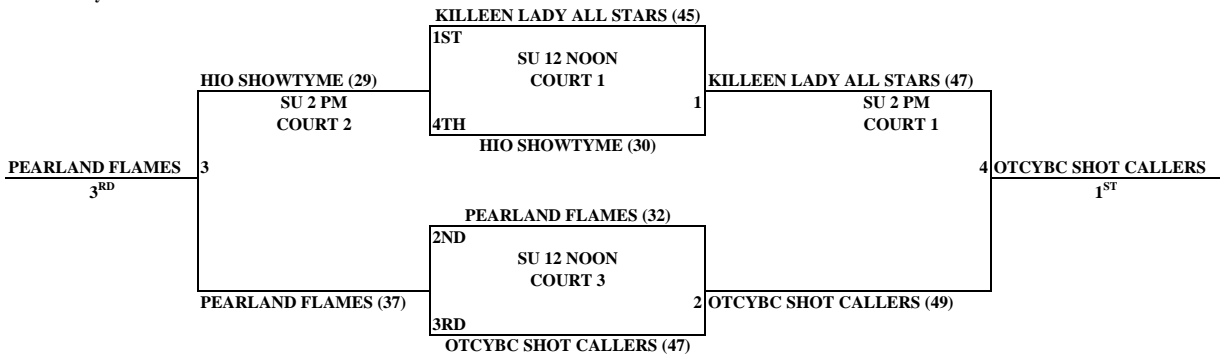 KILLEEN LADY ALL STARS (45)
1ST
SU 12 NOON
COURT 1
1
4TH
HIO SHOWTYME (30)
HIO SHOWTYME (29)
SU 2 PM
COURT 2
KILLEEN LADY ALL STARS (47)
SU 2 PM
COURT 1
PEARLAND FLAMES
3
3RD
4
OTCYBC SHOT CALLERS
1ST
PEARLAND FLAMES (32)
2ND
SU 12 NOON
COURT 3
2
3RD
OTCYBC SHOT CALLERS (47)
PEARLAND FLAMES (37)
OTCYBC SHOT CALLERS (49)